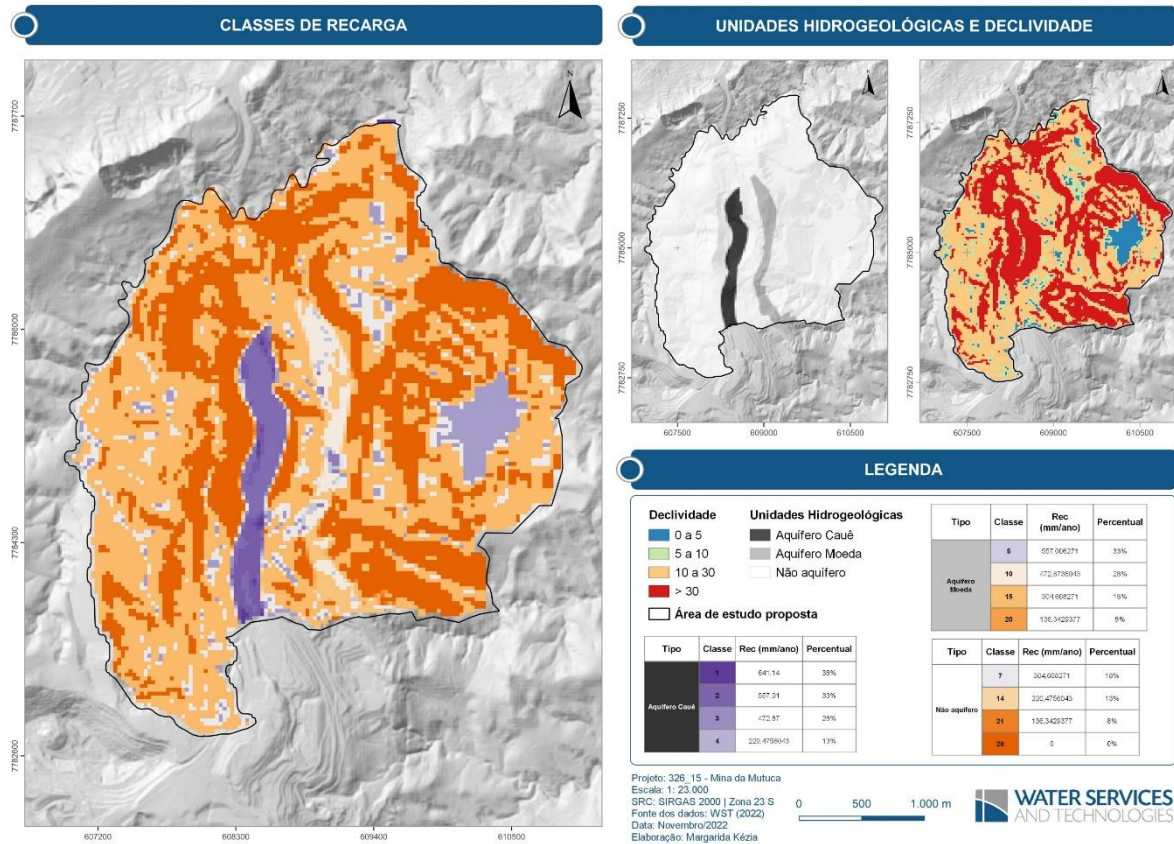 CLASSES DE RECARGA
UNIDADES HIDROGEOLÓGICAS E DECLIVIDADE
N
7787700
7786000
7784300
7782600
607200
608300
609400
610500
7787250
7785000
7782750
607500
609000
610500
7787250
7785000
7782750
607500
609000
610500
LEGENDA
Declividade
0 a 5
5 a 10
10 a 30
> 30
Unidades Hidrogeológicas
Aquífero Cauê
Aquífero Moeda
Não aquífero
Área de estudo proposta
Tipo Classe Rec (mm/ano) Percentual
Aquífero Cauê
1 641,14 38%
2 557,01 33%
3 472,87 28%
4 220,4756043 13%
Tipo Classe Rec (mm/ano) Percentual
Aquífero Moeda
5 557,006271 33%
10 472,8736043 28%
15 304,608271 18%
20 136,3429377 8%
Tipo Classe Rec (mm/ano) Percentual
Não aquífero
7 304,608271 18%
14 220,4756043 13%
21 136,3429377 8%
28 0 0%
Projeto: 326_15 - Mina da Mutuca
Escala: 1: 23.000
SRC: SIRGAS 2000 | Zona 23 S
Fonte dos dados: WST (2022)
Data: Novembro/2022
Elaboração: Margarida Kézia
0 500 1.000 m
WATER SERVICES
AND TECHNOLOGIES